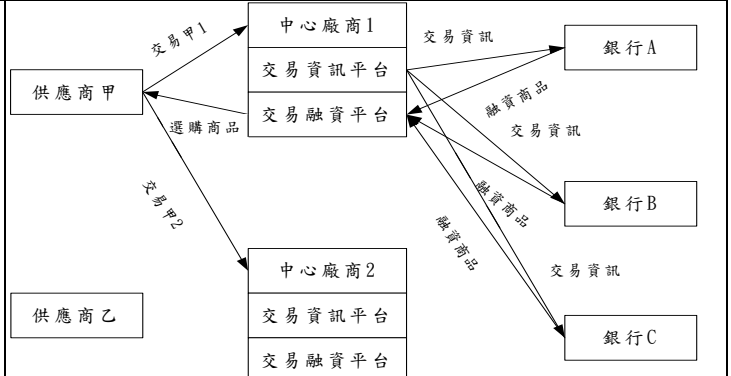 中心廠商1
交易資訊平台
交易融資平台
供應商甲
交易甲1
選購商品
交易甲2
交易資訊
融資商品
交易資訊
融資商品
融資商品
交易資訊
銀行A
銀行B
銀行C
供應商乙
中心廠商2
交易資訊平台
交易融資平台